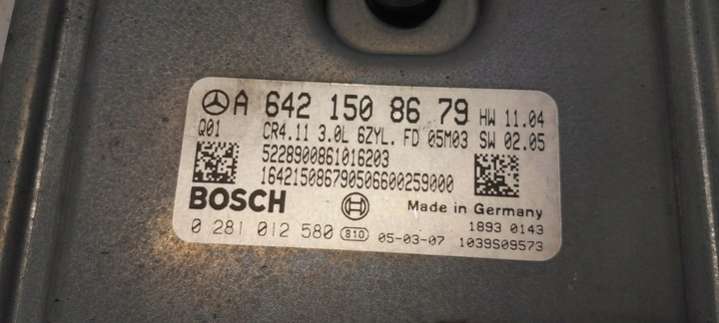 A 642 150 86 79 HW 11.04
Q01 CR4.11 3.0L 6ZYL. FD 05M03 SW 02.05
5228900861016203
164215086790506600259000
BOSCH Made in Germany
0 281 012 580 810 05-03-07 1893 0143
1039S09573